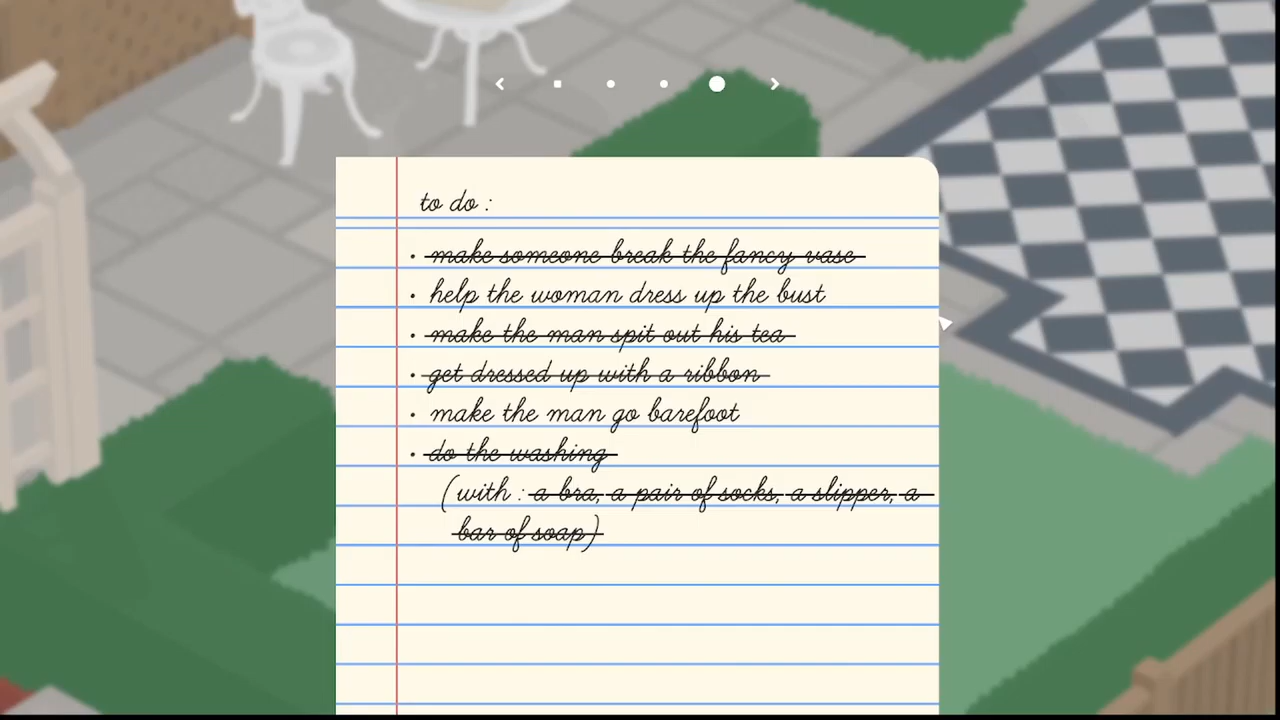 to do :
• make someone break the fancy vase
• help the woman dress up the bust
• make the man spit out his tea
• get dressed up with a ribbon
• make the man go barefoot
• do the washing
(with : a bra, a pair of socks, a slipper, a
bar of soap)